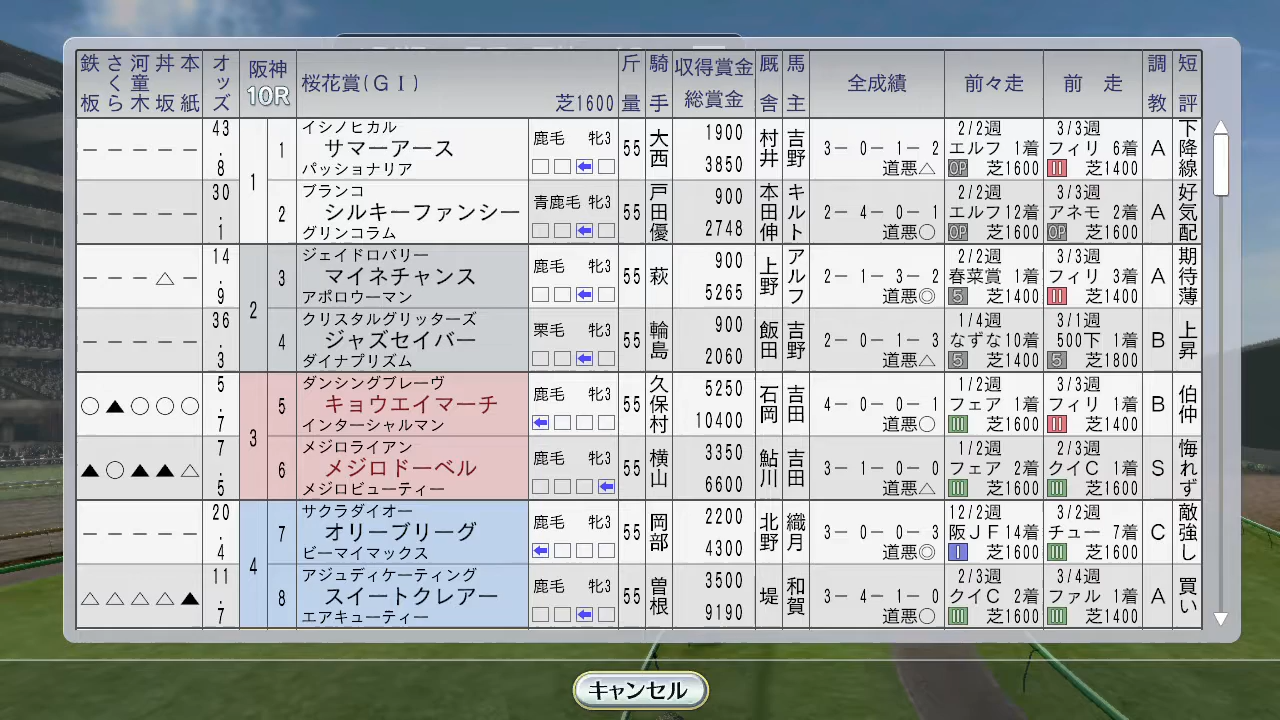 鉄板 さくら 河童木 丼坂 本紙 オッズ 阪神10R 桜花賞(GⅠ) 芝1600 斤量 騎手 収得賞金 総賞金 厩舎 馬主 全成績 前々走 前走 調教 短評
－ － － － － 43.8 1 1 イシノヒカル 鹿毛 牝3 55 大西 1900 村井 吉野 3－0－1－2 2/2週 3/3週 A 下降線
サマーアース エルフ 1着 フィリ 6着
パッショナリア 3850 道悪△ OP 芝1600 Ⅱ 芝1400
－ － － － － 30.1 2 ブランコ 青鹿毛 牝3 55 戸田優 900 本田伸 キルト 2－4－0－1 2/2週 3/3週 A 好気配
シルキーファンシー エルフ12着 アネモ 2着
グリンコラム 2748 道悪○ OP 芝1600 OP 芝1600
－ － － △ － 14.9 2 3 ジェイドロバリー 鹿毛 牝3 55 萩 900 上野 アルフ 2－1－3－2 2/2週 3/3週 A 期待薄
マイネチャンス 春菜賞 1着 フィリ 3着
アポロウーマン 5265 道悪◎ 5 芝1400 Ⅱ 芝1400
－ － － － － 36.3 4 クリスタルグリッターズ 栗毛 牝3 55 輪島 900 飯田 吉野 2－0－1－3 1/4週 3/1週 B 上昇
ジャズセイバー なずな10着 500下 1着
ダイナプリズム 2060 道悪△ 5 芝1400 5 芝1800
○ ▲ ○ ○ ○ 5.7 3 5 ダンシングブレーヴ 鹿毛 牝3 55 久保村 5250 石岡 吉田 4－0－0－1 1/2週 3/3週 B 伯仲
キョウエイマーチ フェア 1着 フィリ 1着
インターシャルマン 10400 道悪○ Ⅲ 芝1600 Ⅱ 芝1400
▲ ○ ▲ ▲ △ 7.5 6 メジロライアン 鹿毛 牝3 55 横山 3350 鮎川 吉田 3－1－0－0 1/2週 2/3週 S 悔れず
メジロドーベル フェア 2着 クイC 1着
メジロビューティー 6600 道悪△ Ⅲ 芝1600 Ⅲ 芝1600
－ － － － － 20.4 4 7 サクラダイオー 鹿毛 牝3 55 岡部 2200 北野 織月 3－0－0－3 12/2週 3/2週 C 敵強し
オリーブリーグ 阪JF14着 チュー 7着
ビーマイマックス 4300 道悪◎ Ⅰ 芝1600 Ⅲ 芝1600
△ △ △ △ ▲ 11.7 8 アジュディケーティング 鹿毛 牝3 55 曽根 3500 堤 和賀 3－4－1－0 2/3週 3/4週 A 買い
スイートクレアー クイC 2着 ファル 1着
エアキューティー 9190 道悪○ Ⅲ 芝1600 Ⅲ 芝1400
キャンセル